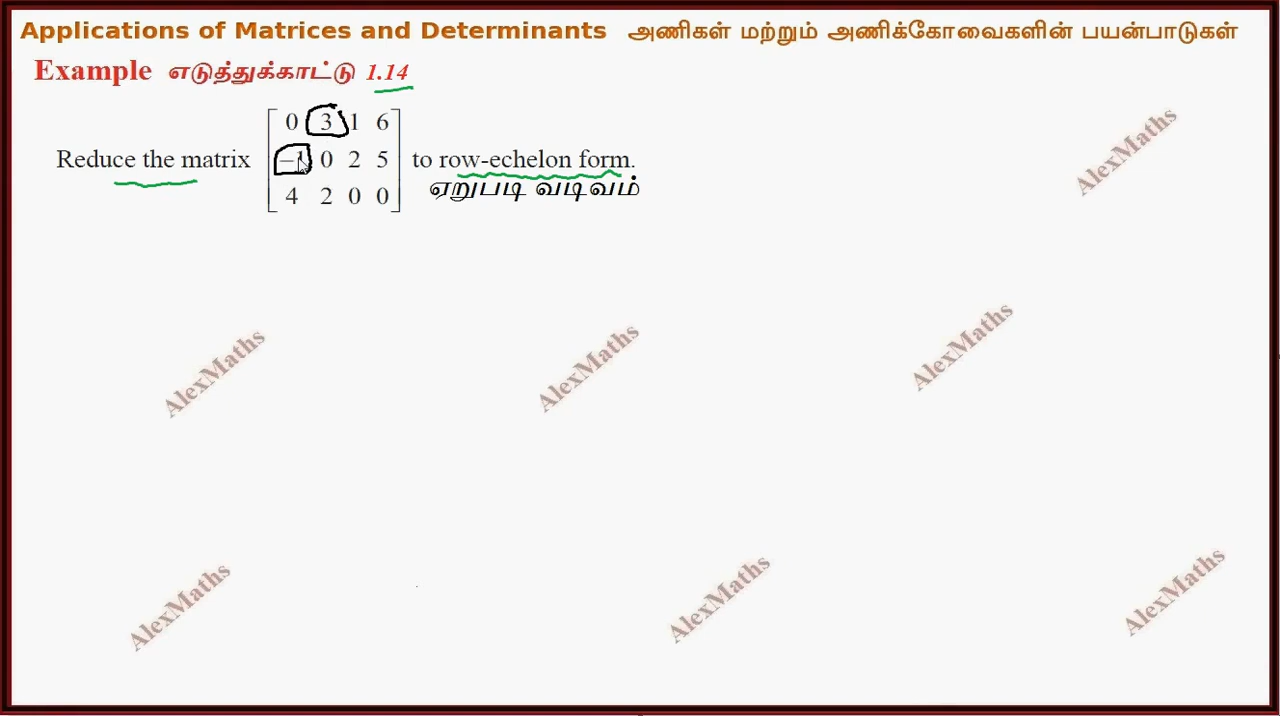 Applications of Matrices and Determinants அணிகள் மற்றும் அணிக்கோவைகளின் பயன்பாடுகள்
Example எடுத்துக்காட்டு 1.14
0 3 1 6
Reduce the matrix −1 0 2 5 to row-echelon form.
4 2 0 0 ஏறுபடி வடிவம்
AlexMaths
AlexMaths
AlexMaths
AlexMaths
AlexMaths
AlexMaths
AlexMaths